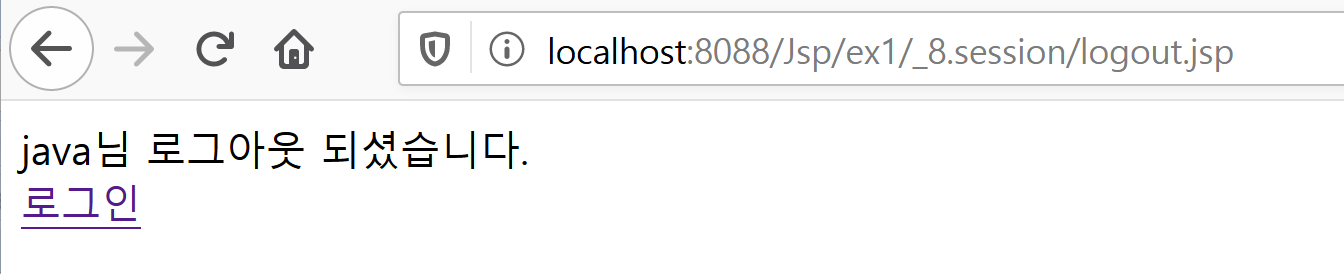 localhost:8088/Jsp/ex1/_8.session/logout.jsp
java님 로그아웃 되셨습니다.
로그인